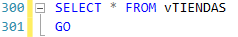 300 SELECT * FROM vTIENDAS
301 GO